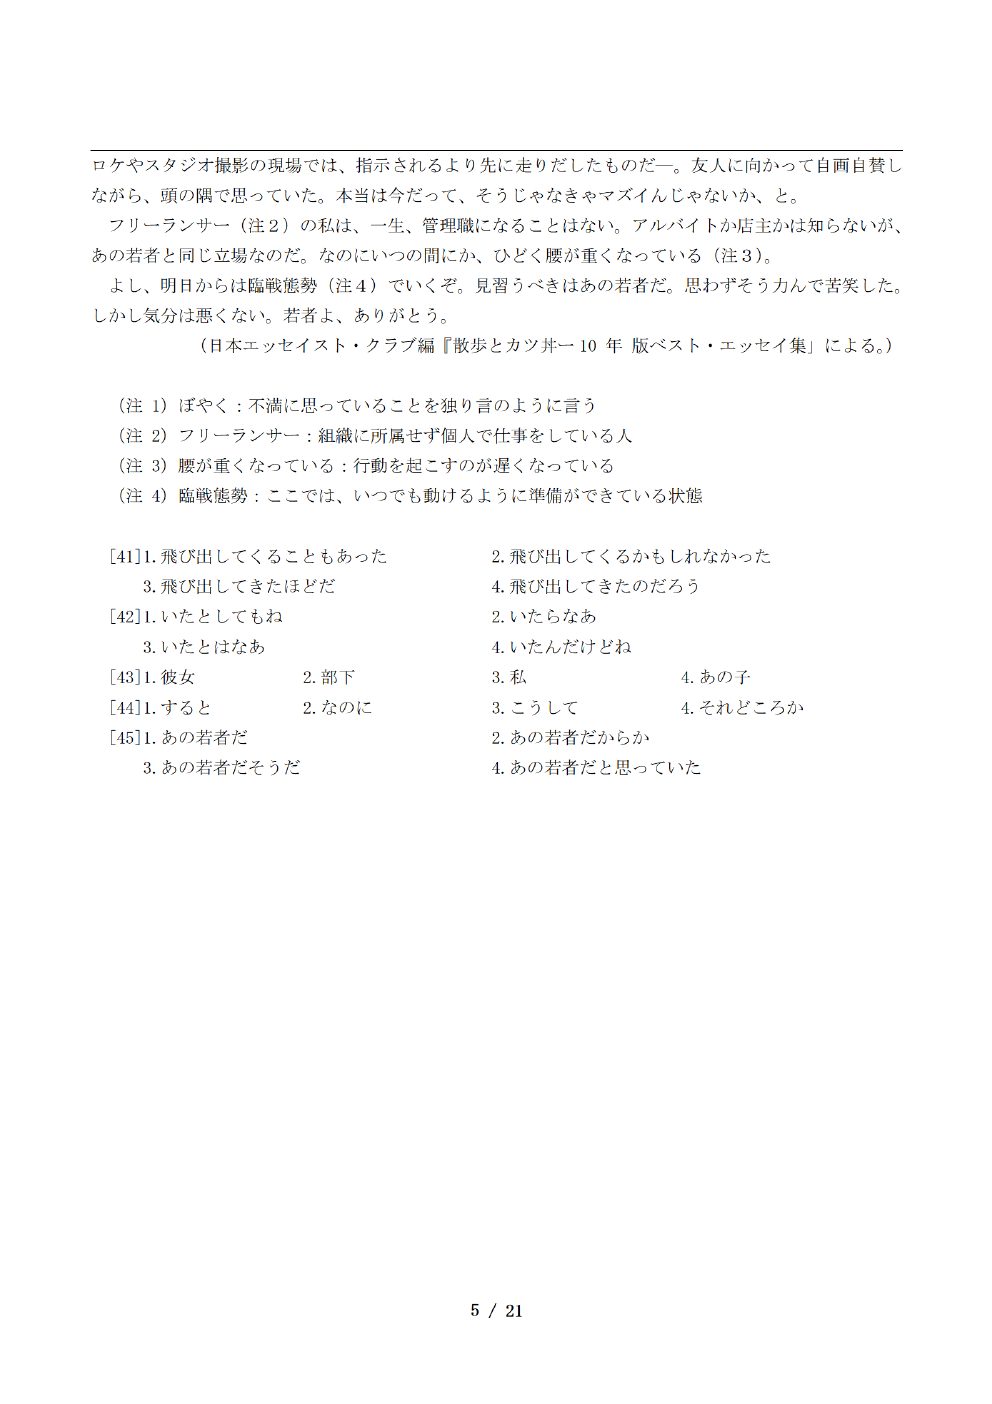 ロケやスタジオ撮影の現場では、指示されるより先に走りだしたものだ―。友人に向かって自画自賛し
ながら、頭の隅で思っていた。本当は今だって、そうじゃなきゃマズイんじゃないか、と。
フリーランサー（注２）の私は、一生、管理職になることはない。アルバイトか店主かは知らないが、
あの若者と同じ立場なのだ。なのにいつの間にか、ひどく腰が重くなっている（注３）。
よし、明日からは臨戦態勢（注４）でいくぞ。見習うべきはあの若者だ。思わずそう力んで苦笑した。
しかし気分は悪くない。若者よ、ありがとう。
（日本エッセイスト・クラブ編『散歩とカツ丼ー10 年 版ベスト・エッセイ集」による。）
（注 1）ぼやく：不満に思っていることを独り言のように言う
（注 2）フリーランサー：組織に所属せず個人で仕事をしている人
（注 3）腰が重くなっている：行動を起こすのが遅くなっている
（注 4）臨戦態勢：ここでは、いつでも動けるように準備ができている状態
[41]1. 飛び出してくることもあった 2. 飛び出してくるかもしれなかった
3. 飛び出してきたほどだ 4. 飛び出してきたのだろう
[42]1. いたとしてもね 2. いたらなあ
3. いたとはなあ 4. いたんだけどね
[43]1. 彼女 2. 部下 3. 私 4. あの子
[44]1. すると 2. なのに 3. こうして 4. それどころか
[45]1. あの若者だ 2. あの若者だからか
3. あの若者だそうだ 4. あの若者だと思っていた
5 / 21